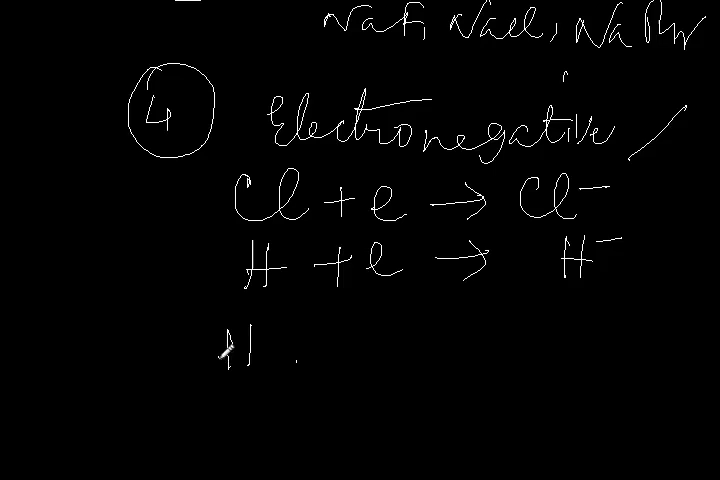 NaF, NaCl, NaBr
4 Electronegative /
Cl + e → Cl⁻
H + e → H⁻
H